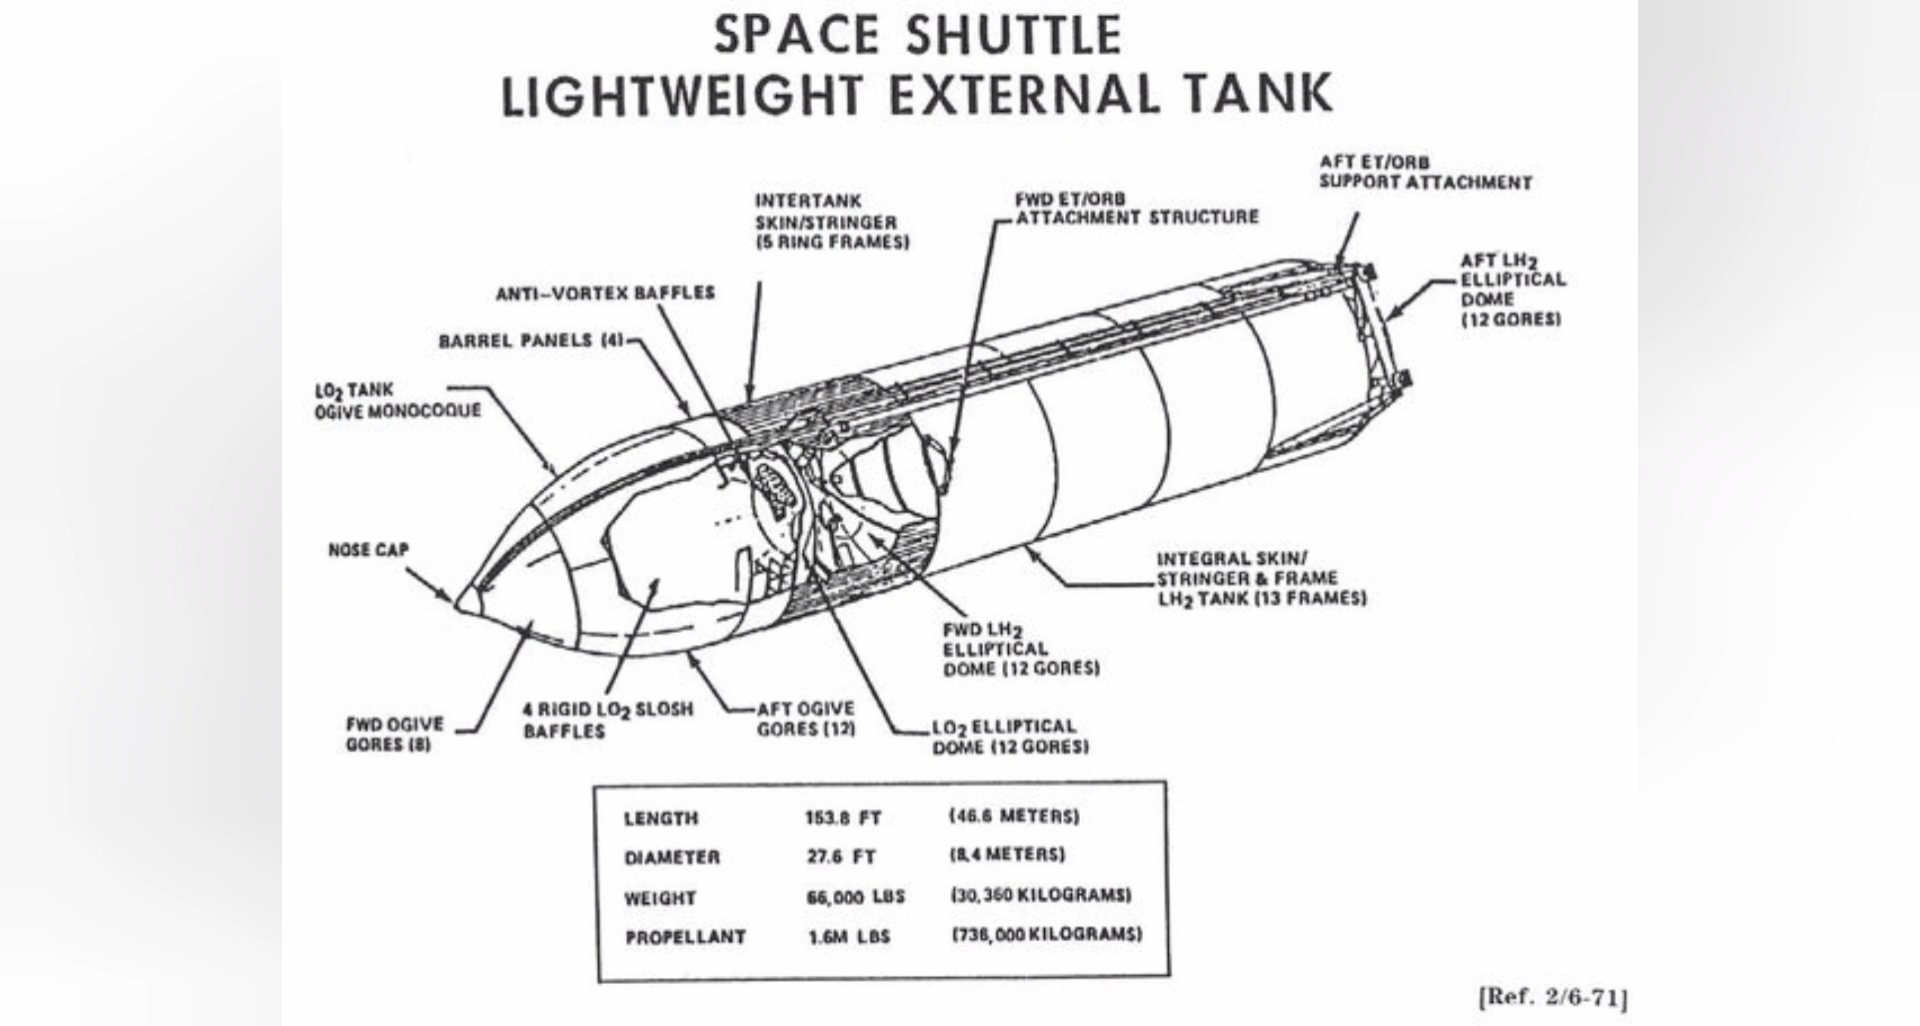 SPACE SHUTTLE
LIGHTWEIGHT EXTERNAL TANK
AFT ET/ORB
SUPPORT ATTACHMENT
INTERTANK
SKIN/STRINGER
(5 RING FRAMES)
FWD ET/ORB
ATTACHMENT STRUCTURE
AFT LH2
ELLIPTICAL
DOME
(12 GORES)
ANTI-VORTEX BAFFLES
BARREL PANELS (4)
LO2 TANK
OGIVE MONOCOQUE
NOSE CAP
INTEGRAL SKIN/
STRINGER & FRAME
LH2 TANK (13 FRAMES)
FWD LH2
ELLIPTICAL
DOME (12 GORES)
FWD OGIVE
GORES (8)
4 RIGID LO2 SLOSH
BAFFLES
AFT OGIVE
GORES (12)
LO2 ELLIPTICAL
DOME (12 GORES)
LENGTH 153.8 FT (46.6 METERS)
DIAMETER 27.6 FT (8.4 METERS)
WEIGHT 66,000 LBS (30,360 KILOGRAMS)
PROPELLANT 1.6M LBS (736,000 KILOGRAMS)
[Ref. 2/6-71]